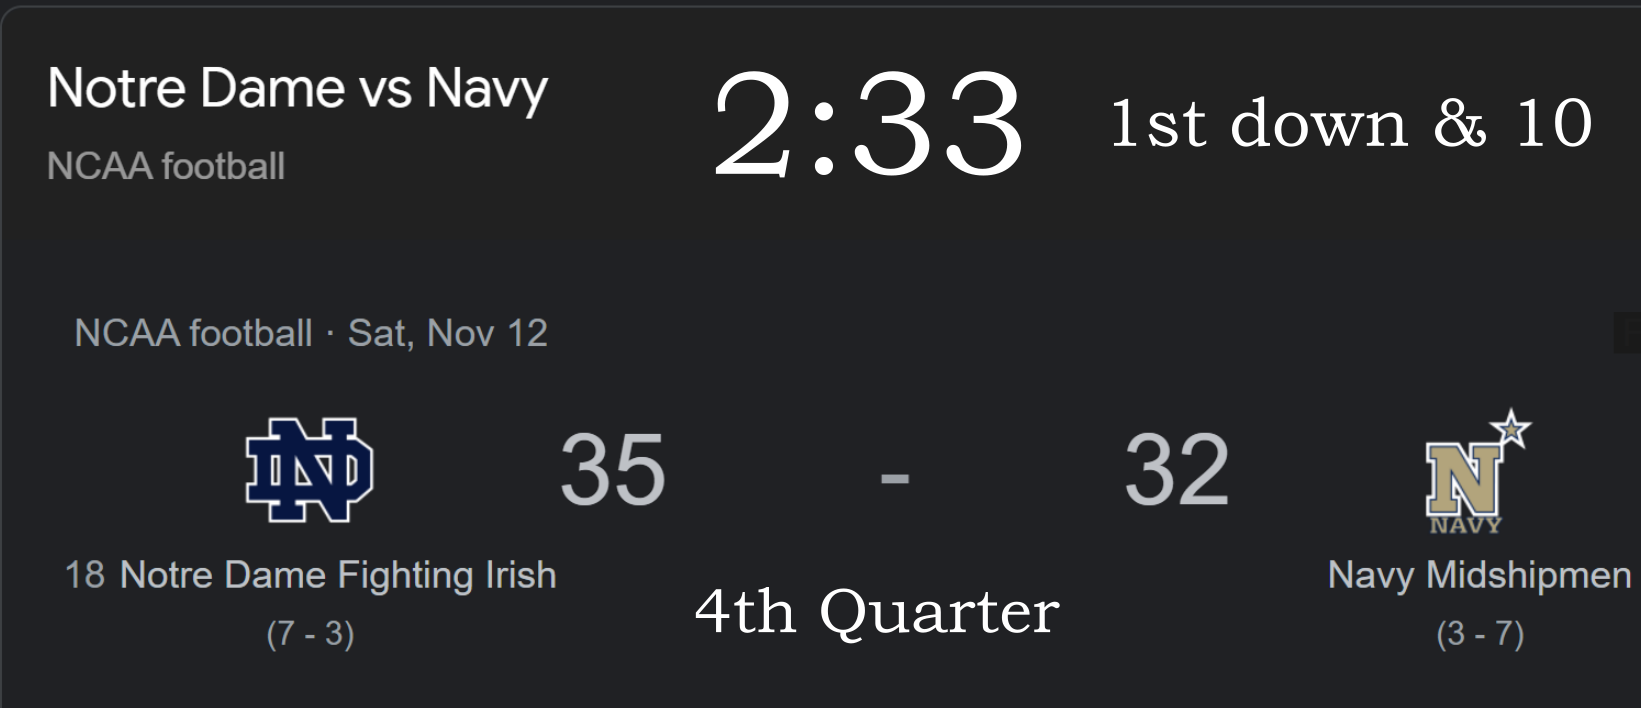 Notre Dame vs Navy
2:33
1st down & 10
NCAA football
NCAA football · Sat, Nov 12
35 - 32
NAVY
18 Notre Dame Fighting Irish
Navy Midshipmen
4th Quarter
(7 - 3)
(3 - 7)